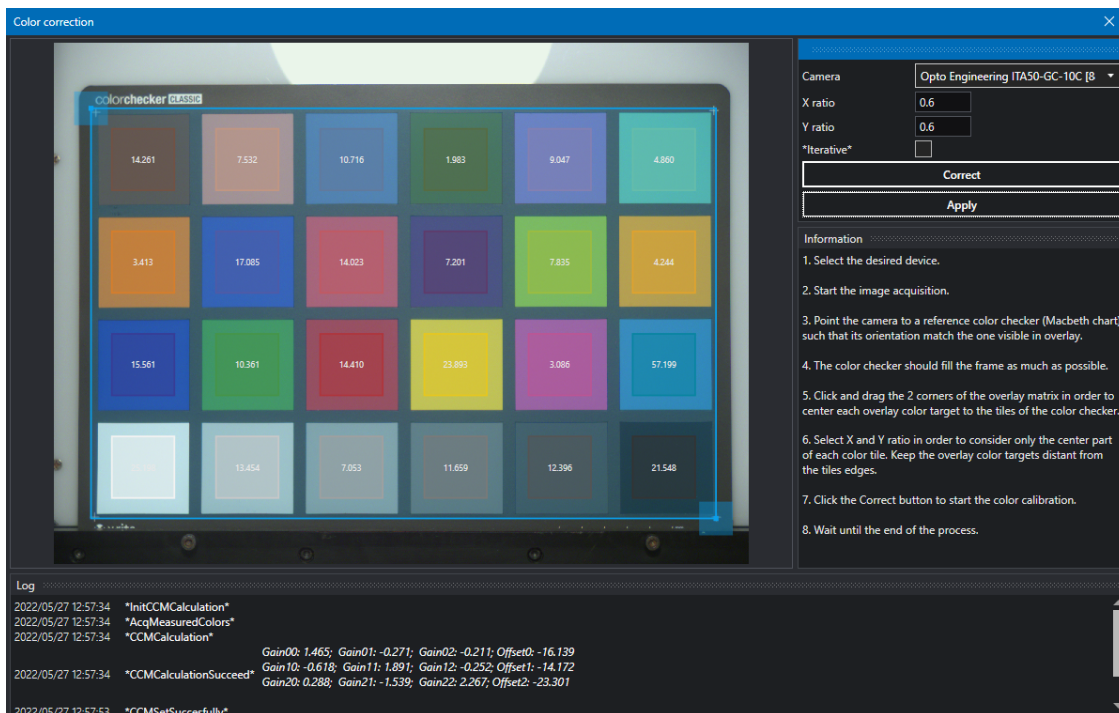 Color correction
colorchecker CLASSIC
14.261 7.532 10.716 1.983 9.047 4.860
3.413 17.085 14.023 7.201 7.835 4.244
15.561 10.361 14.410 23.893 3.086 57.199
13.454 7.053 11.659 12.396 21.548
Camera Opto Engineering ITA50-GC-10C [8
X ratio 0.6
Y ratio 0.6
*Iterative*
Correct
Apply
Information
1. Select the desired device.
2. Start the image acquisition.
3. Point the camera to a reference color checker (Macbeth chart)
such that its orientation match the one visible in overlay.
4. The color checker should fill the frame as much as possible.
5. Click and drag the 2 corners of the overlay matrix in order to
center each overlay color target to the tiles of the color checker.
6. Select X and Y ratio in order to consider only the center part
of each color tile. Keep the overlay color targets distant from
the tiles edges.
7. Click the Correct button to start the color calibration.
8. Wait until the end of the process.
Log
2022/05/27 12:57:34 *InitCCMCalculation*
2022/05/27 12:57:34 *AcqMeasuredColors*
2022/05/27 12:57:34 *CCMCalculation*
Gain00: 1.465; Gain01: -0.271; Gain02: -0.211; Offset0: -16.139
2022/05/27 12:57:34 *CCMCalculationSucceed* Gain10: -0.618; Gain11: 1.891; Gain12: -0.252; Offset1: -14.172
Gain20: 0.288; Gain21: -1.539; Gain22: 2.267; Offset2: -23.301
2022/05/27 12:57:53 *CCMSetSuccesfully*